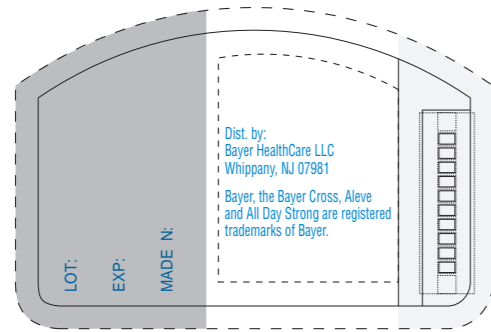 LOT:
EXP:
MADE N:
Dist. by:
Bayer HealthCare LLC
Whippany, NJ 07981
Bayer, the Bayer Cross, Aleve
and All Day Strong are registered
trademarks of Bayer.